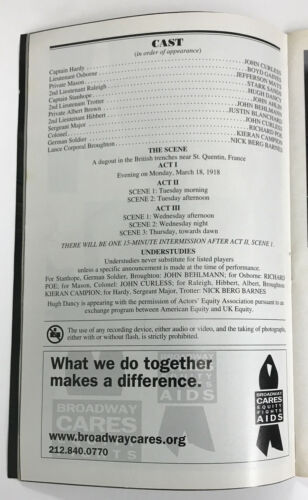 CAST
(in order of appearance)
Captain Hardy JOHN CURLESS
Lieutenant Osborne BOYD GAINES
Private Mason JEFFERSON MAYS
2nd Lieutenant Raleigh STARK SANDS
Captain Stanhope HUGH DANCY
2nd Lieutenant Trotter JOHN AHLIN
Private Albert Brown JOHN BEHLMANN
2nd Lieutenant Hibbert JUSTIN BLANCHARD
Sergeant Major JOHN CURLESS
Colonel RICHARD POE
German Soldier KIERAN CAMPION
Lance Corporal Broughton NICK BERG BARNES
THE SCENE
A dugout in the British trenches near St. Quentin, France
ACT I
Evening on Monday, March 18, 1918
ACT II
SCENE 1: Tuesday morning
SCENE 2: Tuesday afternoon
ACT III
SCENE 1: Wednesday afternoon
SCENE 2: Wednesday night
SCENE 3: Thursday, towards dawn
THERE WILL BE ONE 15-MINUTE INTERMISSION AFTER ACT II, SCENE 1.
UNDERSTUDIES
Understudies never substitute for listed players
unless a specific announcement is made at the time of performance.
For Stanhope, German Soldier, Broughton: JOHN BEHLMANN; for Osborne: RICHARD
POE; for Mason, Colonel: JOHN CURLESS; for Raleigh, Hibbert, Albert, Broughton:
KIERAN CAMPION; for Hardy, Sergeant Major, Trotter: NICK BERG BARNES
Hugh Dancy is appearing with the permission of Actors' Equity Association pursuant to an
exchange program between American Equity and UK Equity.
The use of any recording device, either audio or video, and the taking of photographs,
either with or without flash, is strictly prohibited.
What we do together
makes a difference.
BROADWAY
CARES
EQUITY
FIGHTS
AIDS
BROADWAY
CARES
EQUITY
FIGHTS
AIDS
www.broadwaycares.org
212.840.0770